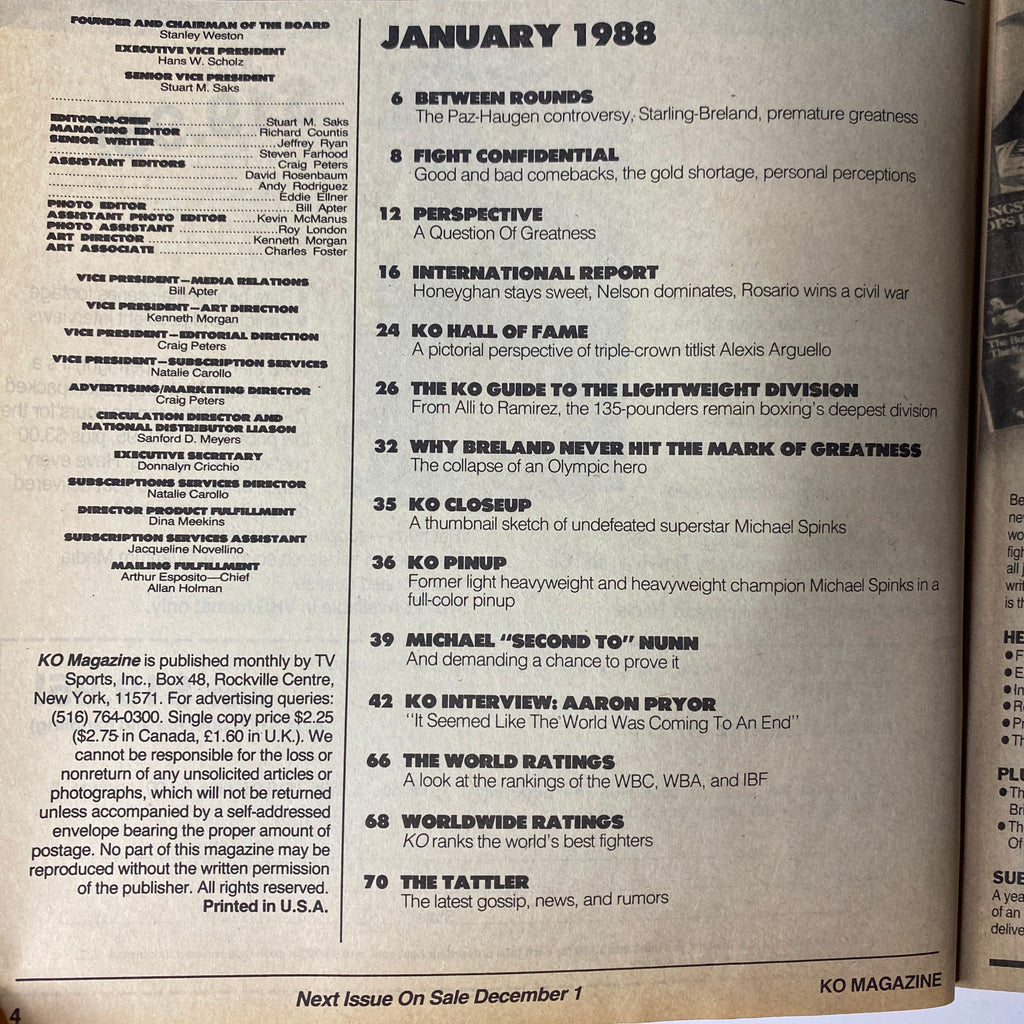 FOUNDER AND CHAIRMAN OF THE BOARD
Stanley Weston
EXECUTIVE VICE PRESIDENT
Hans W. Scholz
SENIOR VICE PRESIDENT
Stuart M. Saks
EDITOR-IN-CHIEF ........................ Stuart M. Saks
MANAGING EDITOR ................ Richard Countis
SENIOR WRITER ........................ Jeffrey Ryan
........................ Steven Farhood
ASSISTANT EDITORS .................... Craig Peters
........................ David Rosenbaum
........................ Andy Rodriguez
........................ Eddie Ellner
PHOTO EDITOR ............................ Bill Apter
ASSISTANT PHOTO EDITOR ..... Kevin McManus
PHOTO ASSISTANT ..................... Roy London
ART DIRECTOR ..................... Kenneth Morgan
ART ASSOCIATE ..................... Charles Foster
VICE PRESIDENT—MEDIA RELATIONS
Bill Apter
VICE PRESIDENT—ART DIRECTION
Kenneth Morgan
VICE PRESIDENT—EDITORIAL DIRECTION
Craig Peters
VICE PRESIDENT—SUBSCRIPTION SERVICES
Natalie Carollo
ADVERTISING/MARKETING DIRECTOR
Craig Peters
CIRCULATION DIRECTOR AND
NATIONAL DISTRIBUTOR LIASON
Sanford D. Meyers
EXECUTIVE SECRETARY
Donnalyn Cricchio
SUBSCRIPTIONS SERVICES DIRECTOR
Natalie Carollo
DIRECTOR PRODUCT FULFILLMENT
Dina Meekins
SUBSCRIPTION SERVICES ASSISTANT
Jacqueline Novellino
MAILING FULFILLMENT
Arthur Esposito—Chief
Allan Holman
KO Magazine is published monthly by TV
Sports, Inc., Box 48, Rockville Centre,
New York, 11571. For advertising queries:
(516) 764-0300. Single copy price $2.25
($2.75 in Canada, £1.60 in U.K.). We
cannot be responsible for the loss or
nonreturn of any unsolicited articles or
photographs, which will not be returned
unless accompanied by a self-addressed
envelope bearing the proper amount of
postage. No part of this magazine may be
reproduced without the written permission
of the publisher. All rights reserved.
Printed in U.S.A.
JANUARY 1988
6 BETWEEN ROUNDS
The Paz-Haugen controversy, Starling-Breland, premature greatness
8 FIGHT CONFIDENTIAL
Good and bad comebacks, the gold shortage, personal perceptions
12 PERSPECTIVE
A Question Of Greatness
16 INTERNATIONAL REPORT
Honeyghan stays sweet, Nelson dominates, Rosario wins a civil war
24 KO HALL OF FAME
A pictorial perspective of triple-crown titlist Alexis Arguello
26 THE KO GUIDE TO THE LIGHTWEIGHT DIVISION
From Alli to Ramirez, the 135-pounders remain boxing's deepest division
32 WHY BRELAND NEVER HIT THE MARK OF GREATNESS
The collapse of an Olympic hero
35 KO CLOSEUP
A thumbnail sketch of undefeated superstar Michael Spinks
36 KO PINUP
Former light heavyweight and heavyweight champion Michael Spinks in a
full-color pinup
39 MICHAEL "SECOND TO" NUNN
And demanding a chance to prove it
42 KO INTERVIEW: AARON PRYOR
"It Seemed Like The World Was Coming To An End"
66 THE WORLD RATINGS
A look at the rankings of the WBC, WBA, and IBF
68 WORLDWIDE RATINGS
KO ranks the world's best fighters
70 THE TATTLER
The latest gossip, news, and rumors
4
Next Issue On Sale December 1
KO MAGAZINE
all
is th
A yea
of an